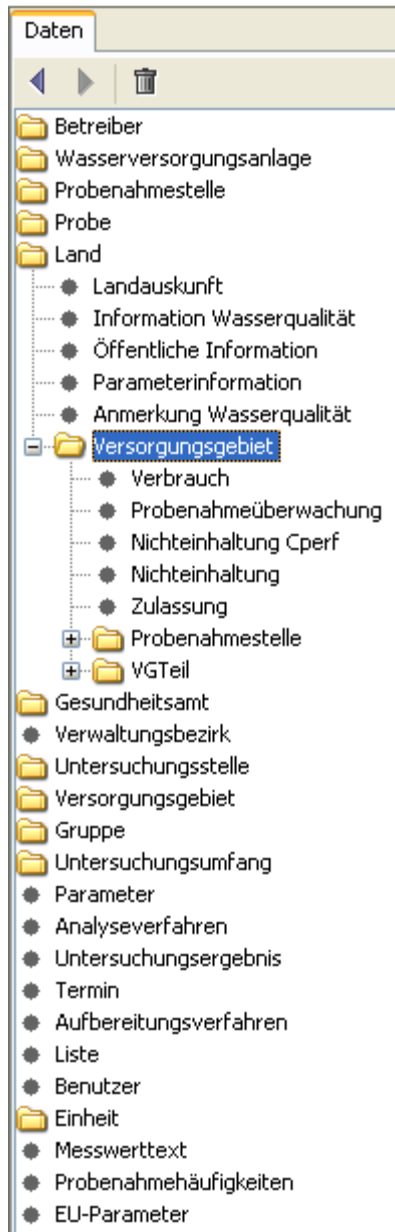 Daten
Betreiber
Wasserversorgungsanlage
Probenahmestelle
Probe
Land
Landauskunft
Information Wasserqualität
Öffentliche Information
Parameterinformation
Anmerkung Wasserqualität
Versorgungsgebiet
Verbrauch
Probenahmeüberwachung
Nichteinhaltung Cperf
Nichteinhaltung
Zulassung
Probenahmestelle
VGTeil
Gesundheitsamt
Verwaltungsbezirk
Untersuchungsstelle
Versorgungsgebiet
Gruppe
Untersuchungsumfang
Parameter
Analyseverfahren
Untersuchungsergebnis
Termin
Aufbereitungsverfahren
Liste
Benutzer
Einheit
Messwerttext
Probenahmehäufigkeiten
EU-Parameter